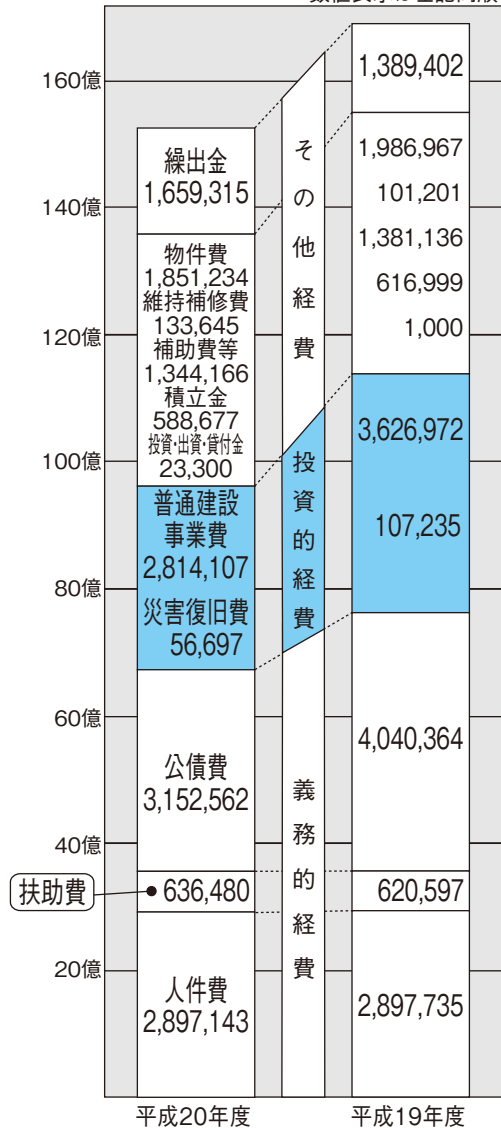 160億
140億
120億
100億
80億
60億
40億
20億
繰出金
1,659,315
物件費
1,851,234
維持補修費
133,645
補助費等
1,344,166
積立金
588,677
投資・出資・貸付金
23,300
普通建設
事業費
2,814,107
災害復旧費
56,697
公債費
3,152,562
扶助費
636,480
人件費
2,897,143
平成20年度
その他経費
投資的経費
義務的経費
1,389,402
1,986,967
101,201
1,381,136
616,999
1,000
3,626,972
107,235
4,040,364
620,597
2,897,735
平成19年度